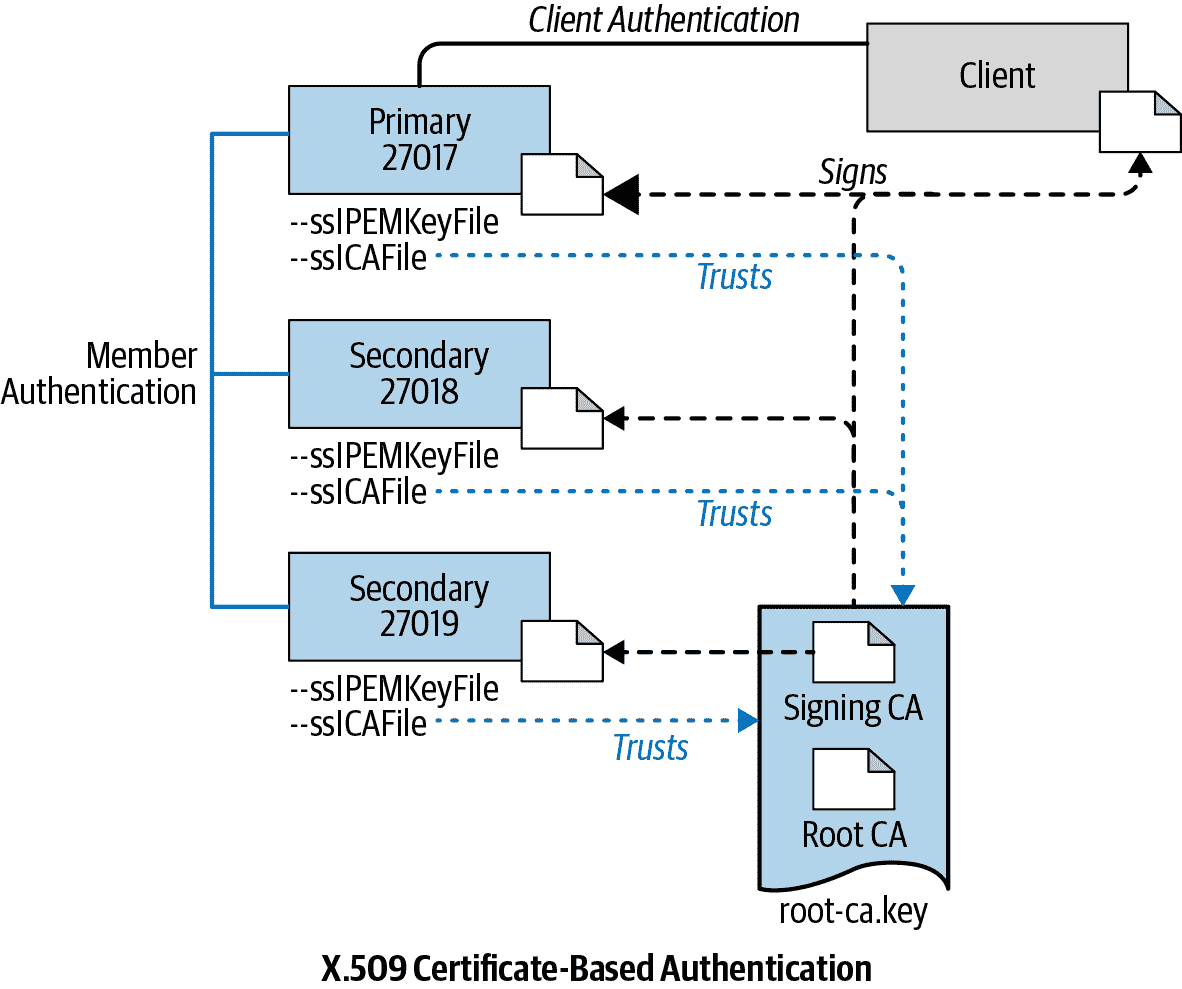 Client Authentication
Client
Primary
27017
Signs
--sslPEMKeyFile
--sslCAFile
Trusts
Member
Authentication
Secondary
27018
--sslPEMKeyFile
--sslCAFile
Trusts
Secondary
27019
--sslPEMKeyFile
--sslCAFile
Trusts
Signing CA
Root CA
root-ca.key
X.509 Certificate-Based Authentication